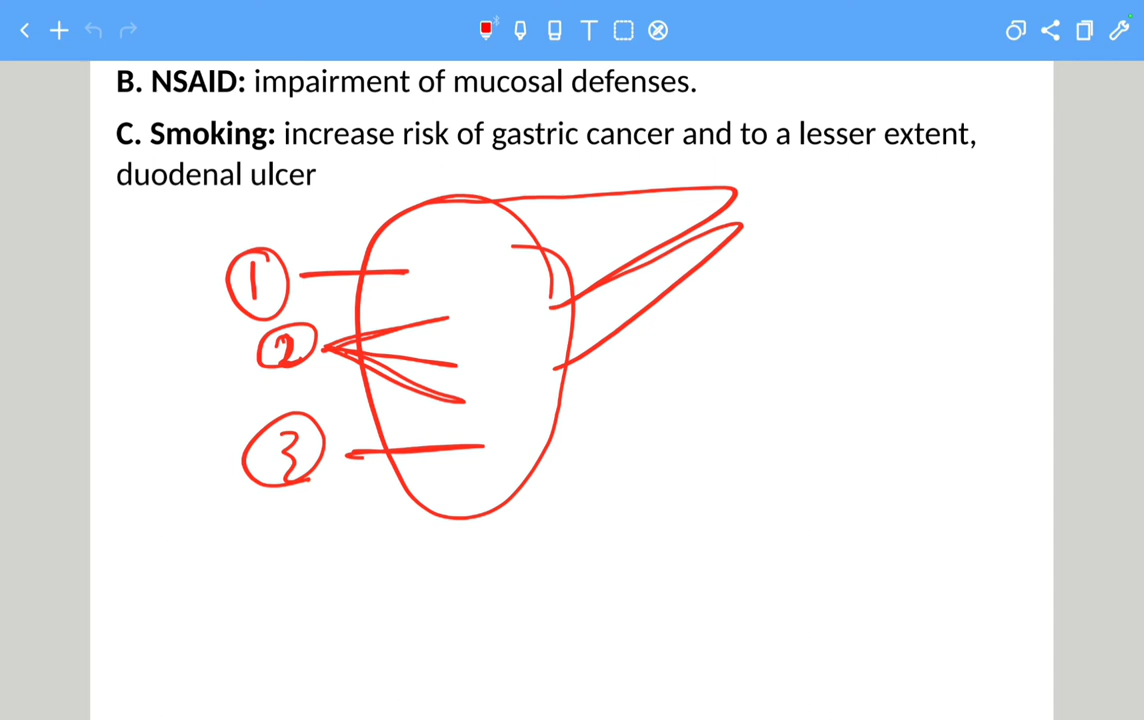 B. NSAID: impairment of mucosal defenses.
C. Smoking: increase risk of gastric cancer and to a lesser extent,
duodenal ulcer
1
2
3